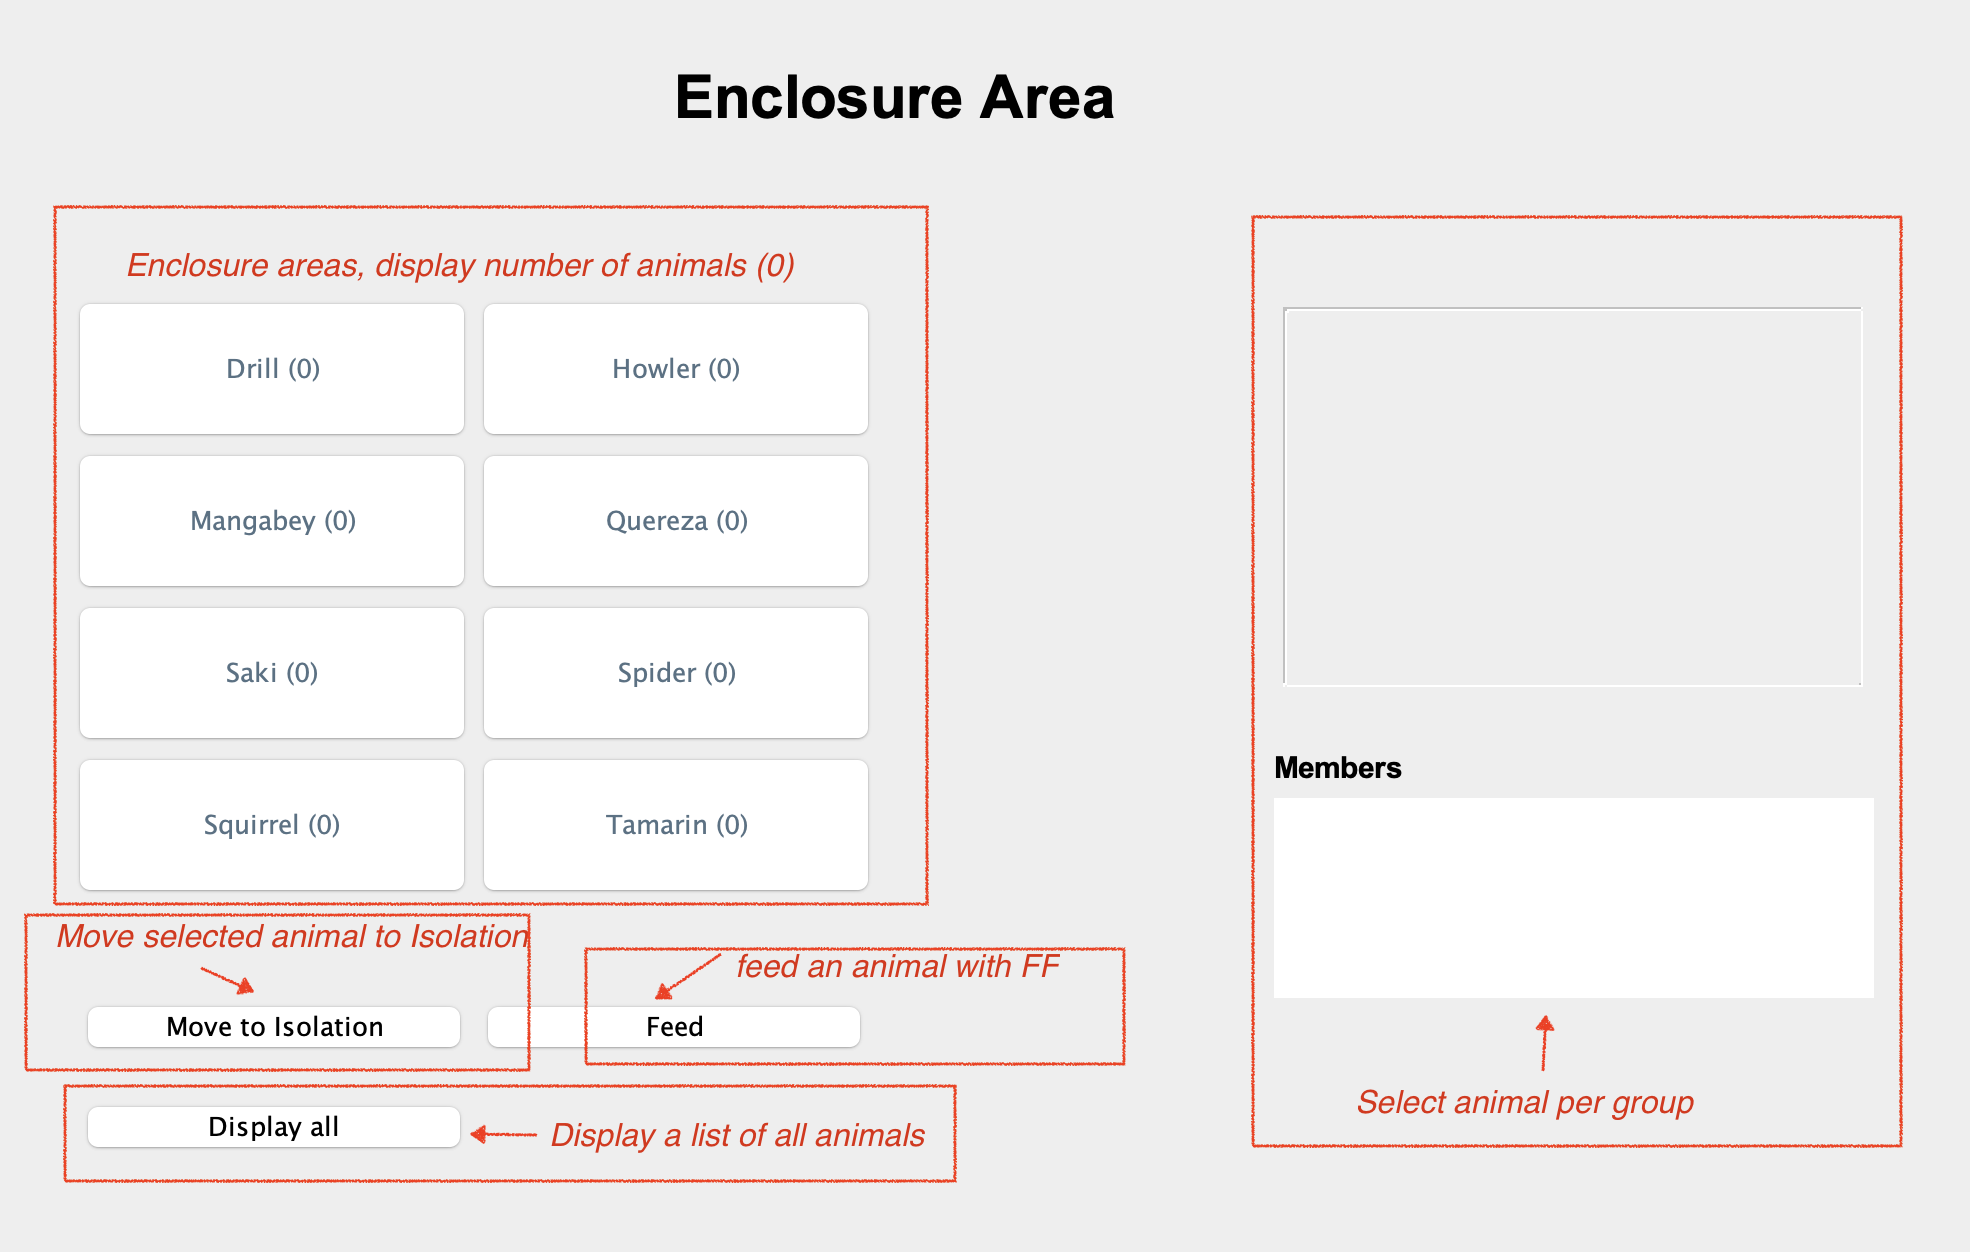 Enclosure Area
Enclosure areas, display number of animals (0)
Drill (0)
Howler (0)
Mangabey (0)
Quereza (0)
Saki (0)
Spider (0)
Squirrel (0)
Tamarin (0)
Move selected animal to Isolation
feed an animal with FF
Move to Isolation
Feed
Display all
Display a list of all animals
Members
Select animal per group